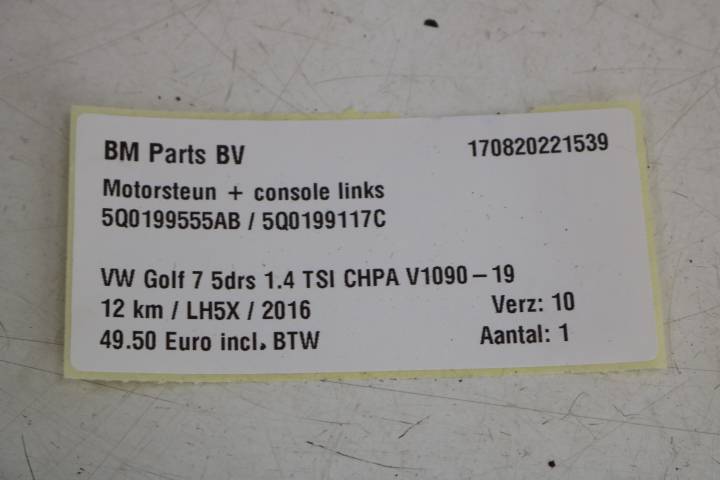 BM Parts BV 170820221539
Motorsteun + console links
5Q0199555AB / 5Q0199117C
VW Golf 7 5drs 1.4 TSI CHPA V1090 – 19
12 km / LH5X / 2016 Verz: 10
49.50 Euro incl. BTW Aantal: 1